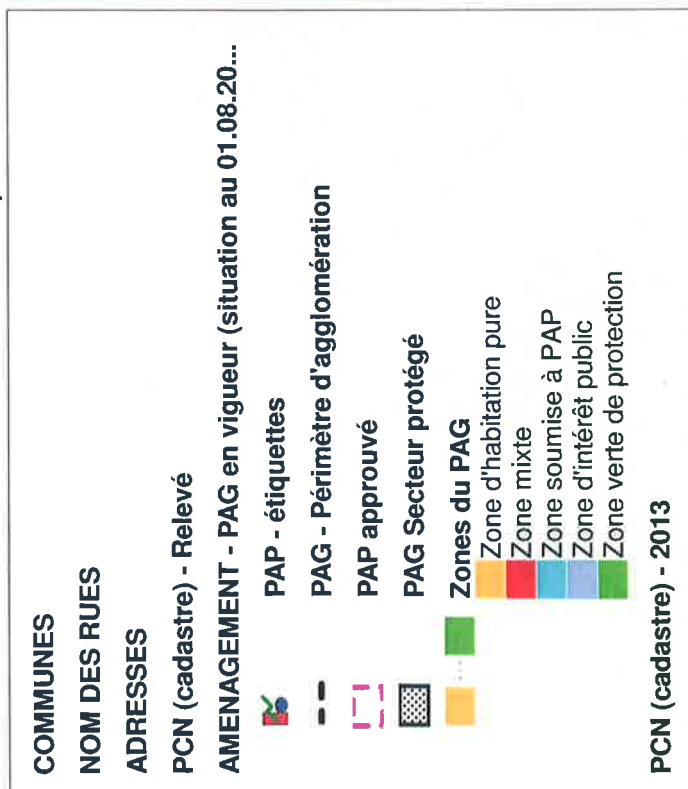 COMMUNES
NOM DES RUES
ADRESSES
PCN (cadastre) - Relevé
AMENAGEMENT - PAG en vigueur (situation au 01.08.20...
PAP - étiquettes
PAG - Périmètre d'agglomération
PAP approuvé
PAG Secteur protégé
Zones du PAG
Zone d'habitation pure
Zone mixte
Zone soumise à PAP
Zone d'intérêt public
Zone verte de protection
PCN (cadastre) - 2013